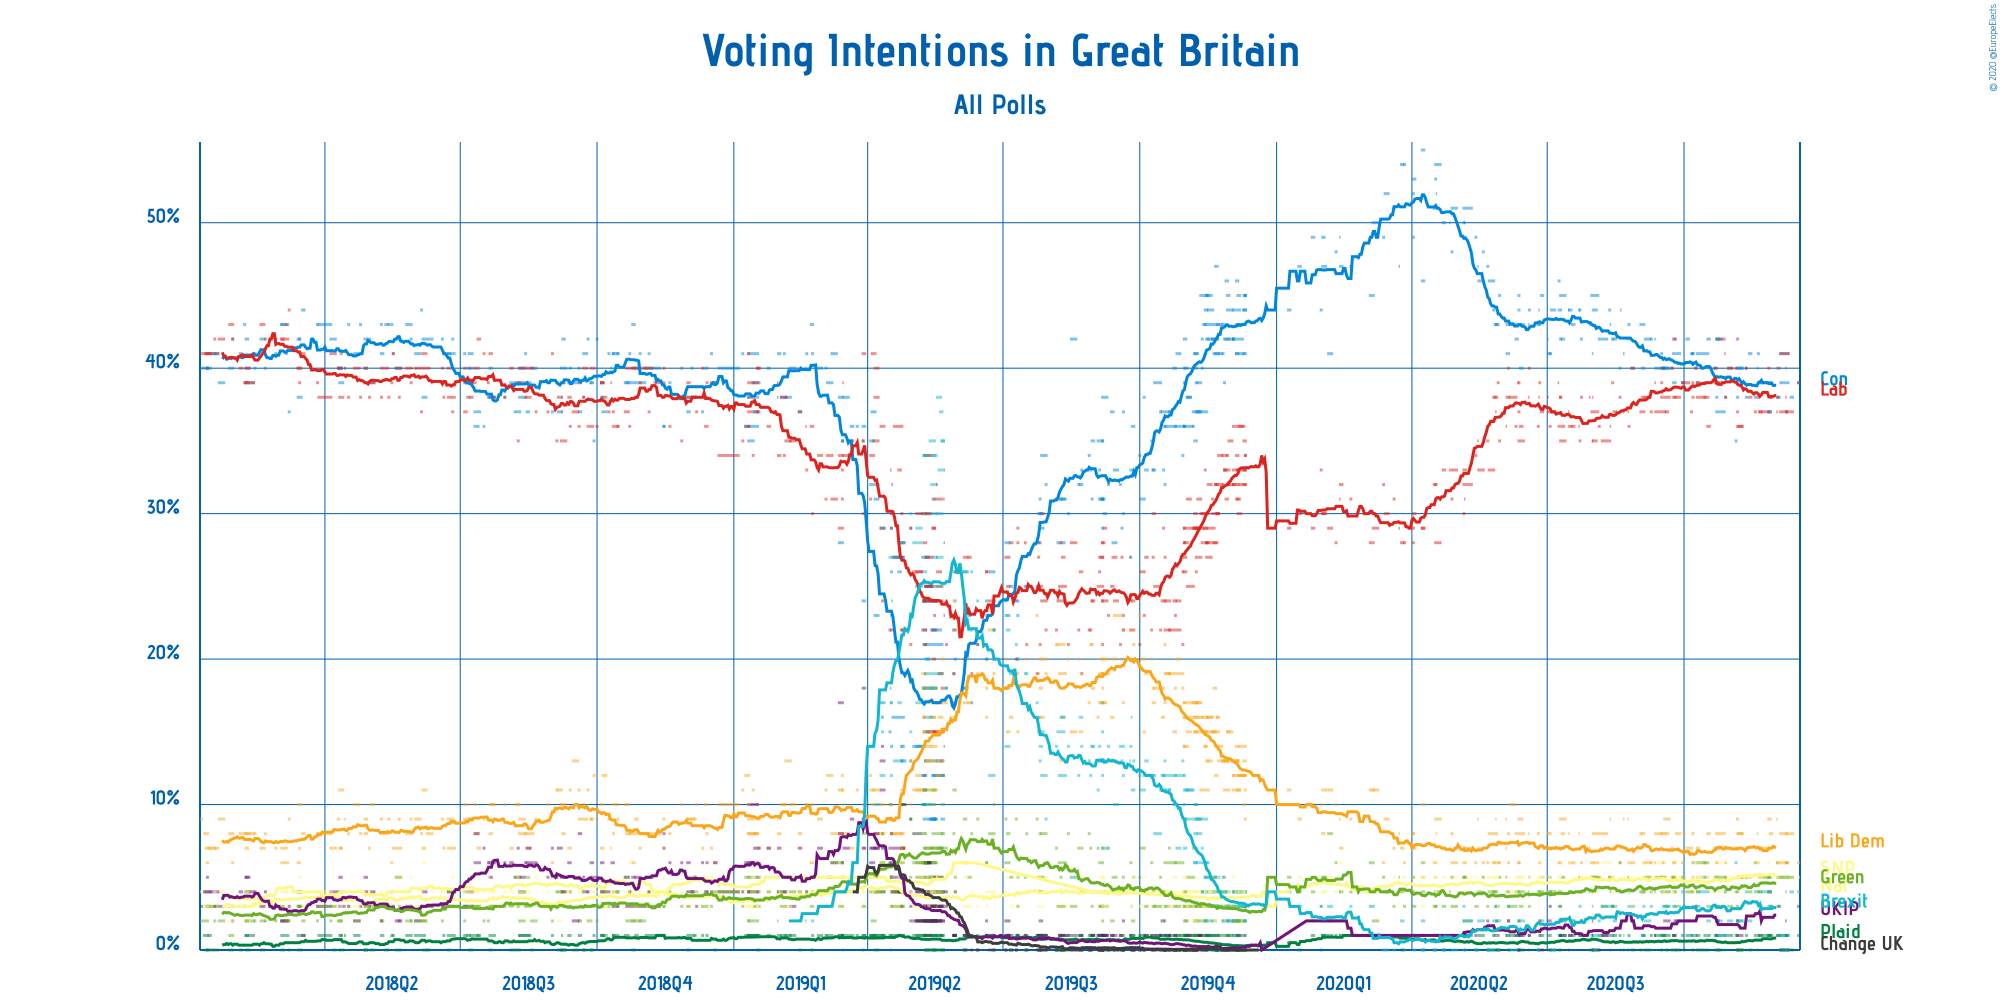 © 2020 @EuropeElects
Voting Intentions in Great Britain
All Polls
50%
40%
30%
20%
10%
0%
Con
Lab
Lib Dem
SNP
Green
Brexit
UKIP
Plaid
Change UK
2018Q2 2018Q3 2018Q4 2019Q1 2019Q2 2019Q3 2019Q4 2020Q1 2020Q2 2020Q3